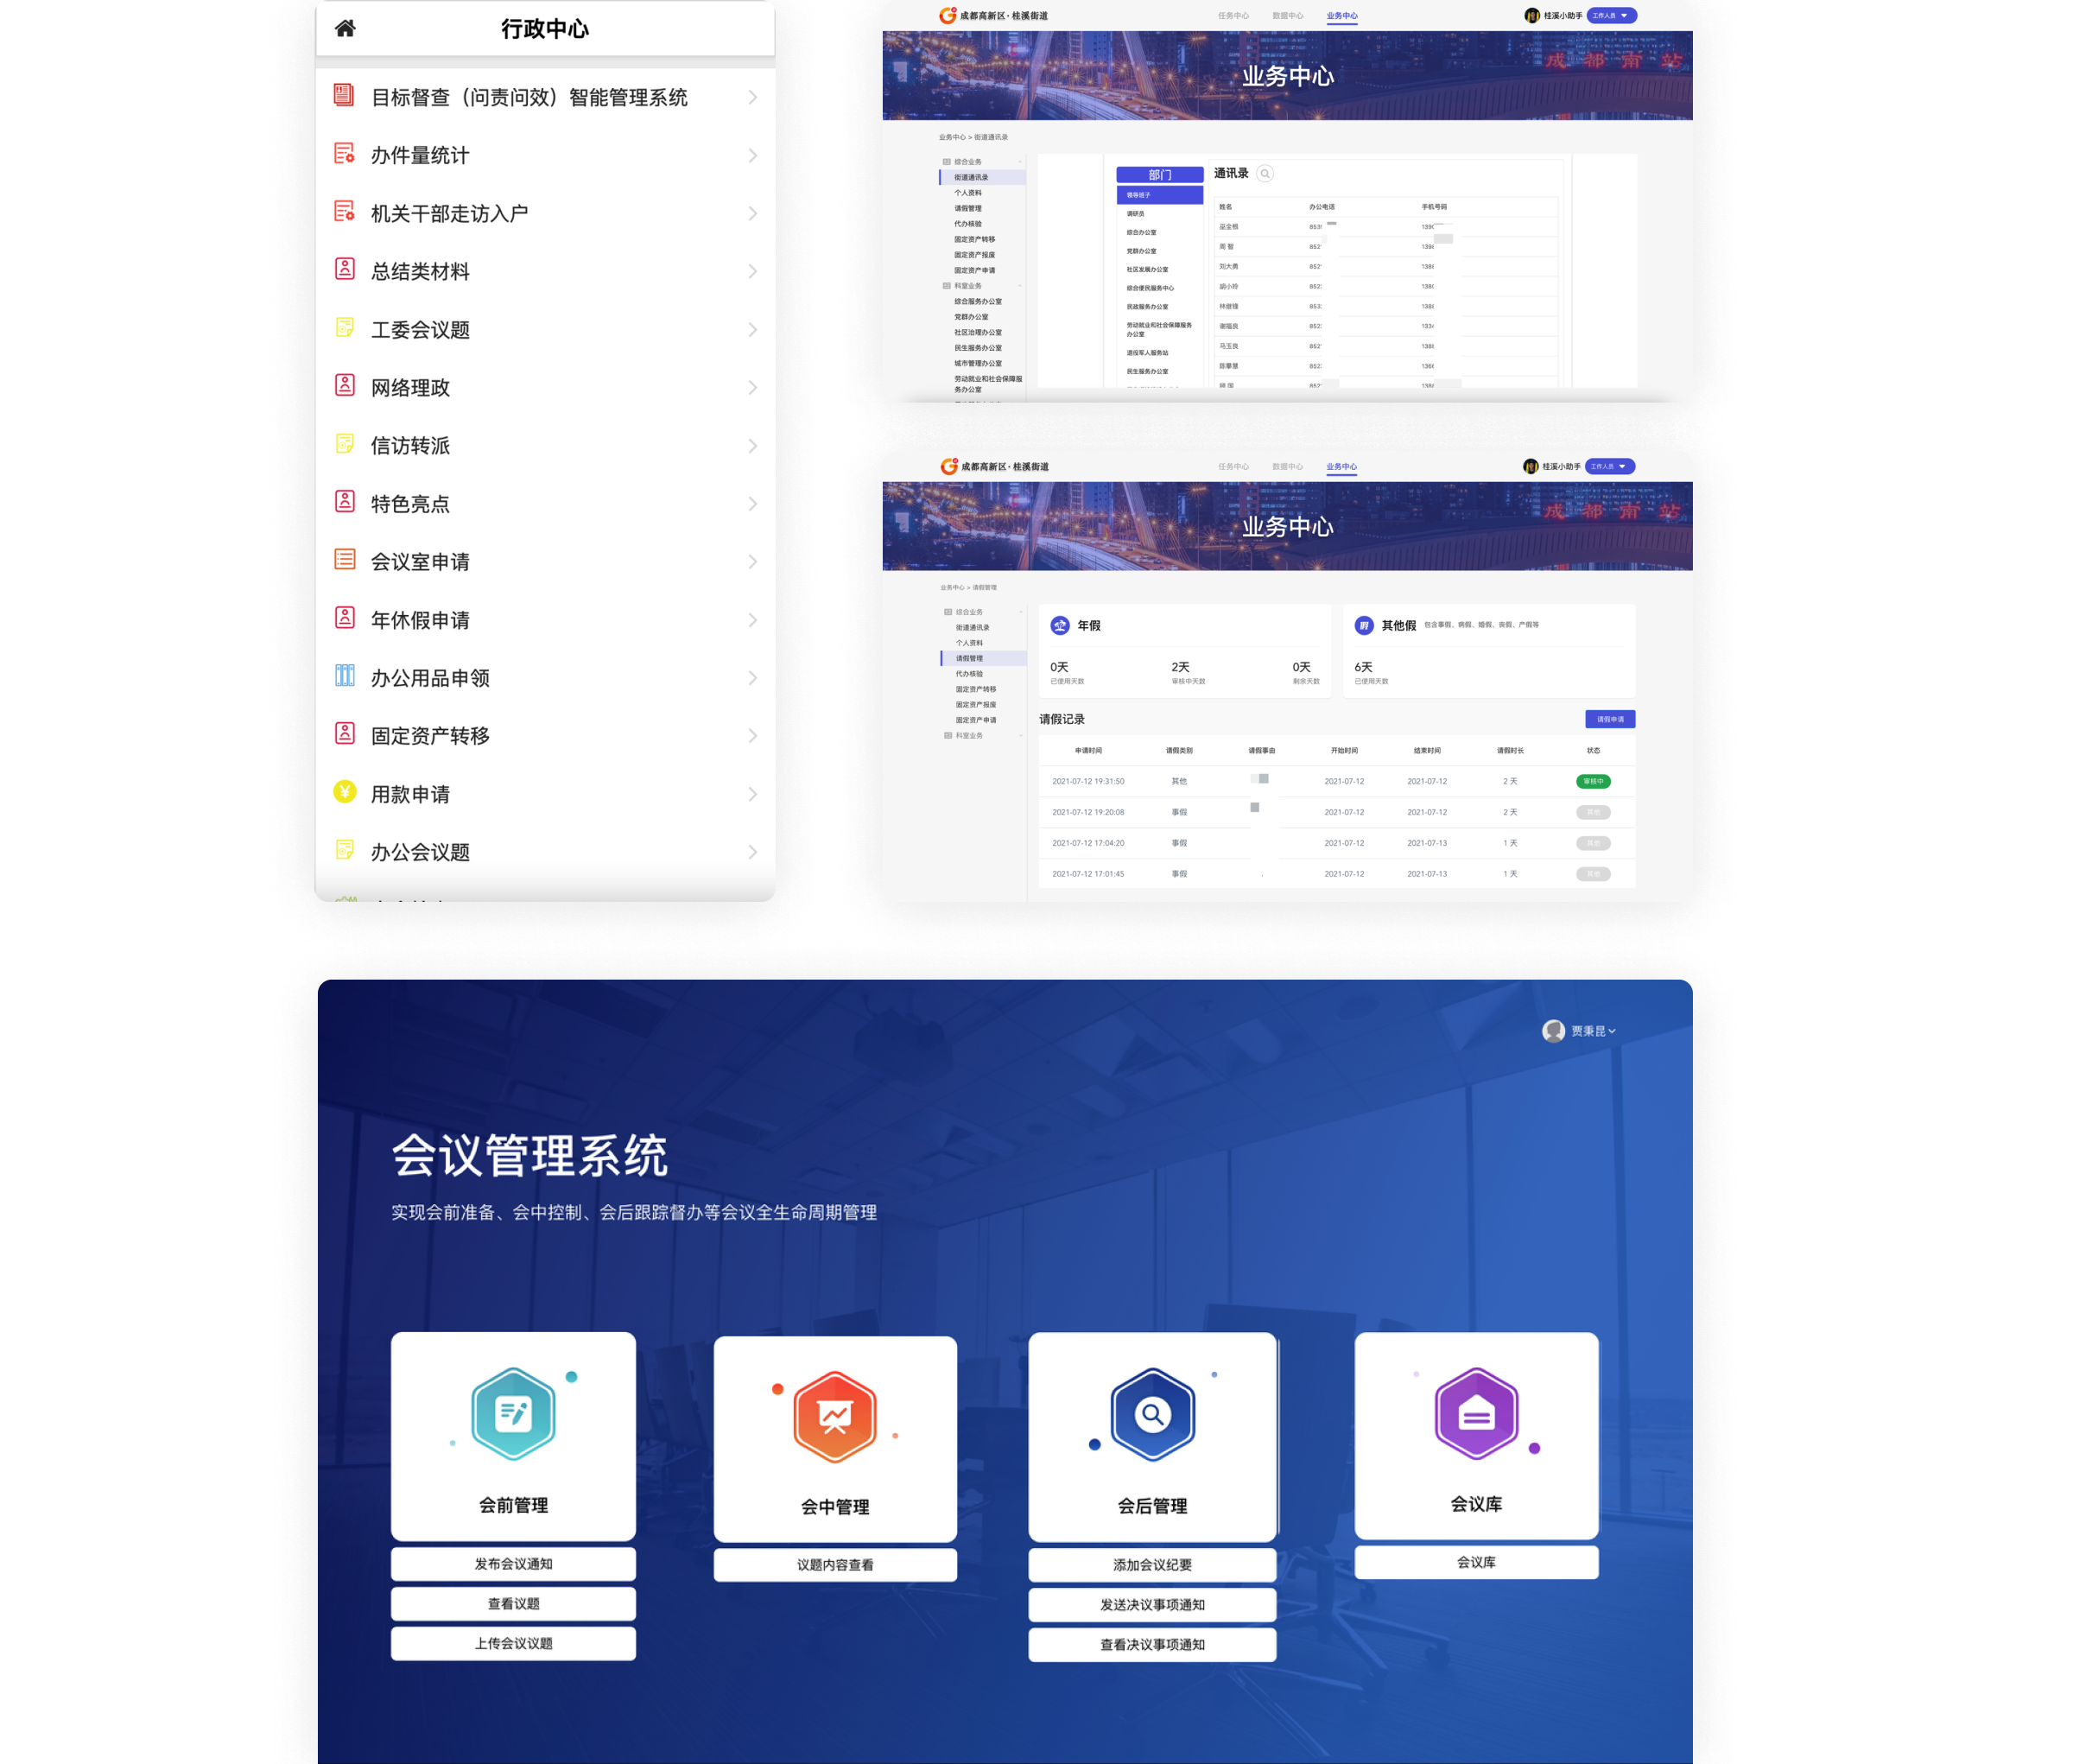 行政中心
目标督查（问责问效）智能管理系统
办件量统计
机关干部走访入户
总结类材料
工委会议题
网络理政
信访转派
特色亮点
会议室申请
年休假申请
办公用品申领
固定资产转移
用款申请
办公会议题
成都高新区·桂溪街道
任务中心 数据中心 业务中心
桂溪小助手 工作人员
成都南站
业务中心
业务中心 > 街道通讯录
综合业务
街道通讯录
个人资料
请假管理
代办核验
固定资产转移
固定资产报废
固定资产申请
科室业务
综合服务办公室
党群办公室
社区治理办公室
民生服务办公室
城市管理办公室
劳动就业和社会保障服
务办公室
部门
领导班子
调研员
综合办公室
党群办公室
社区发展办公室
综合便民服务中心
民政服务办公室
劳动就业和社会保障服务
办公室
退役军人服务站
民生服务办公室
通讯录
姓名 办公电话 手机号码
周 智
刘大勇
胡小玲
林继锋
谢福良
马玉良
陈攀慧
成都高新区·桂溪街道
任务中心 数据中心 业务中心
桂溪小助手 工作人员
成都南站
业务中心
业务中心 > 请假管理
综合业务
街道通讯录
个人资料
请假管理
代办核验
固定资产转移
固定资产报废
固定资产申请
科室业务
年假
0天 2天 0天
已使用天数 审核中天数 剩余天数
假 其他假 包含事假、病假、婚假、丧假、产假等
6天
已使用天数
请假记录
请假申请
申请时间 请假类别 请假事由 开始时间 结束时间 请假时长 状态
2021-07-12 19:31:50 其他 2021-07-12 2021-07-12 2 天 审核中
2021-07-12 19:20:08 事假 2021-07-12 2021-07-12 2 天 其他
2021-07-12 17:04:20 事假 2021-07-12 2021-07-13 1 天 其他
2021-07-12 17:01:45 事假 2021-07-12 2021-07-13 1 天 其他
贾秉昆
会议管理系统
实现会前准备、会中控制、会后跟踪督办等会议全生命周期管理
会前管理
发布会议通知
查看议题
上传会议议题
会中管理
议题内容查看
会后管理
添加会议纪要
发送决议事项通知
查看决议事项通知
会议库
会议库